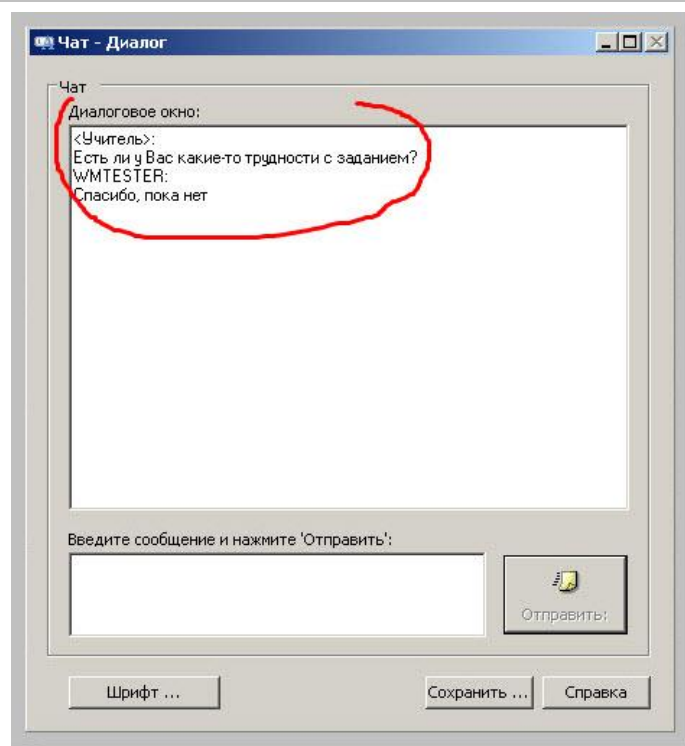 Чат - Диалог
Чат
Диалоговое окно:
<Учитель>:
Есть ли у Вас какие-то трудности с заданием?
WMTESTER:
Спасибо, пока нет
Введите сообщение и нажмите 'Отправить':
Отправить:
Шрифт ...
Сохранить ...
Справка